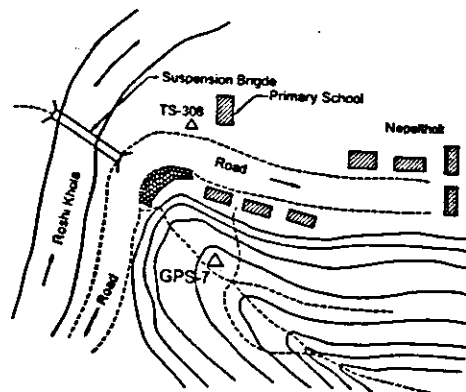 Suspension Brigde
Primary School
TS-308
Nepalthok
Road
Roshi Khola
Road
GPS-7